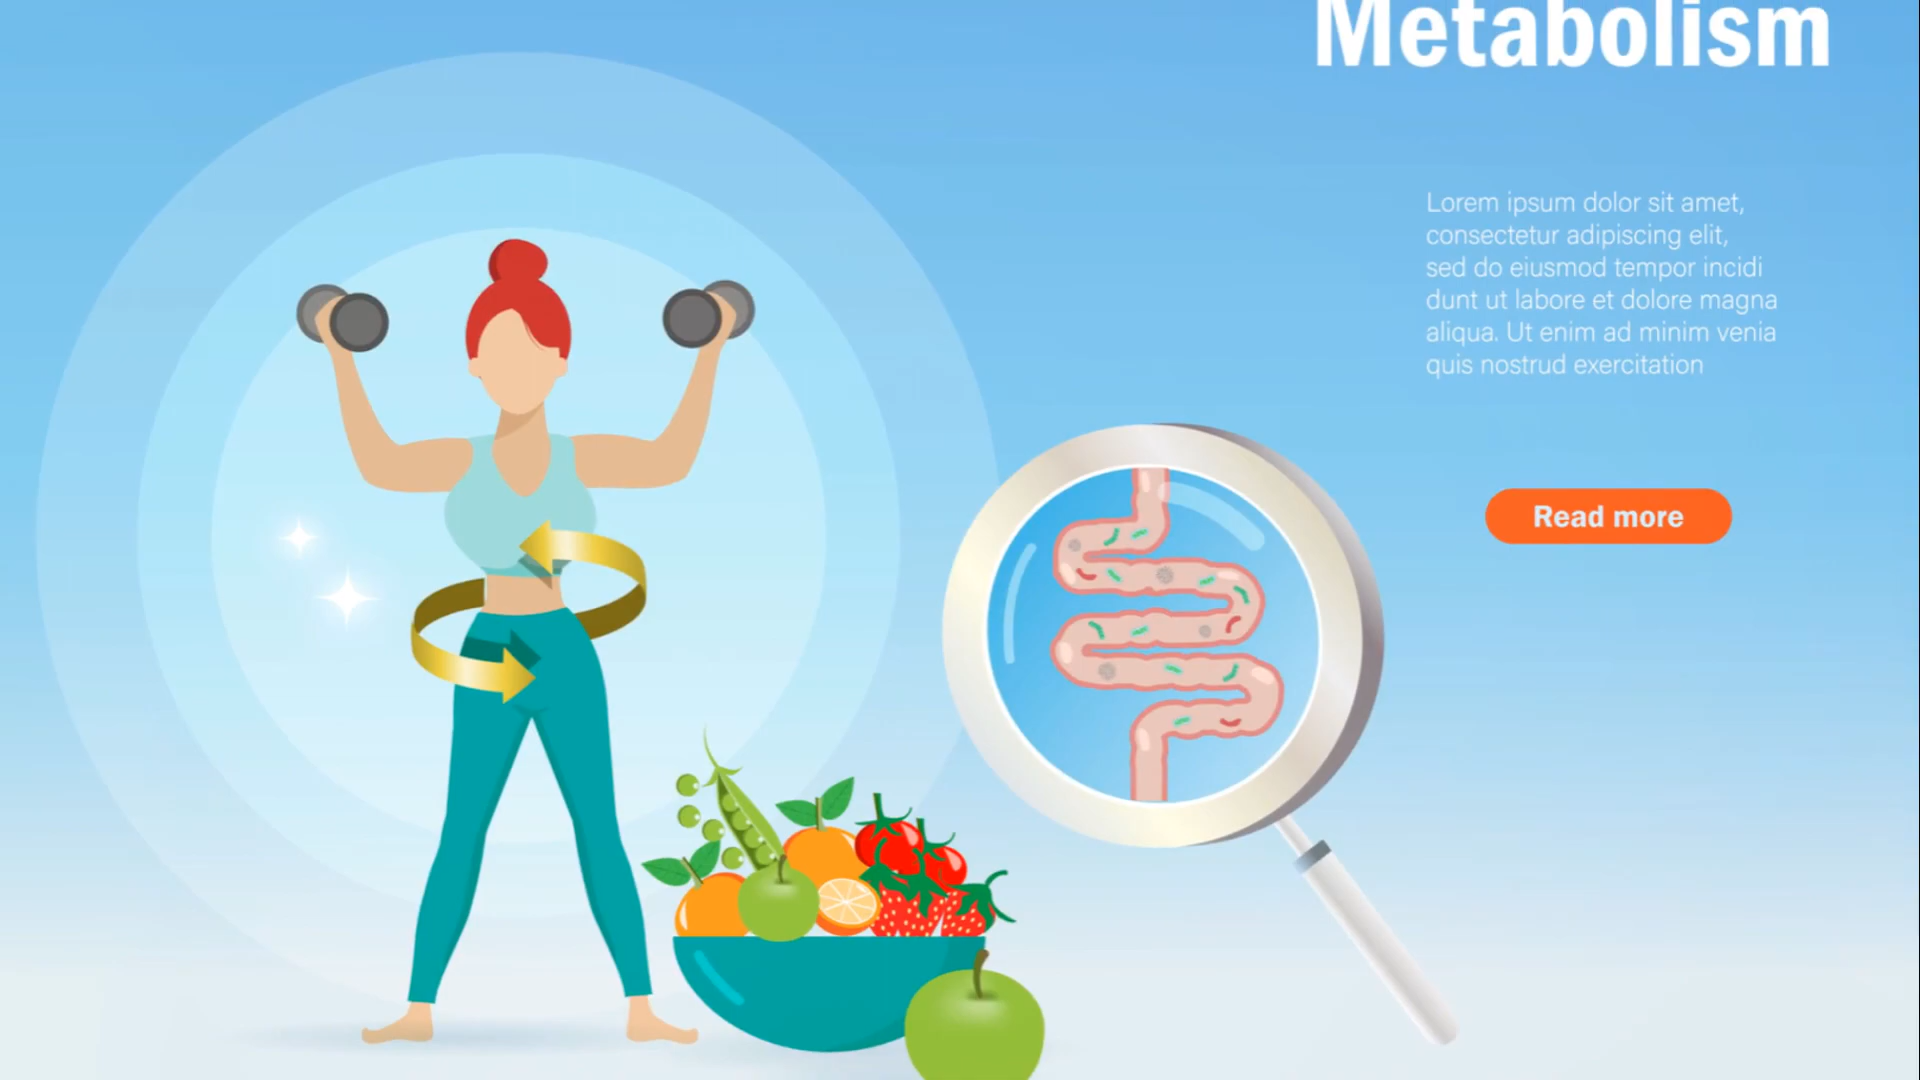 Metabolism
Lorem ipsum dolor sit amet,
consectetur adipiscing elit,
sed do eiusmod tempor incidi
dunt ut labore et dolore magna
aliqua. Ut enim ad minim venia
quis nostrud exercitation
Read more